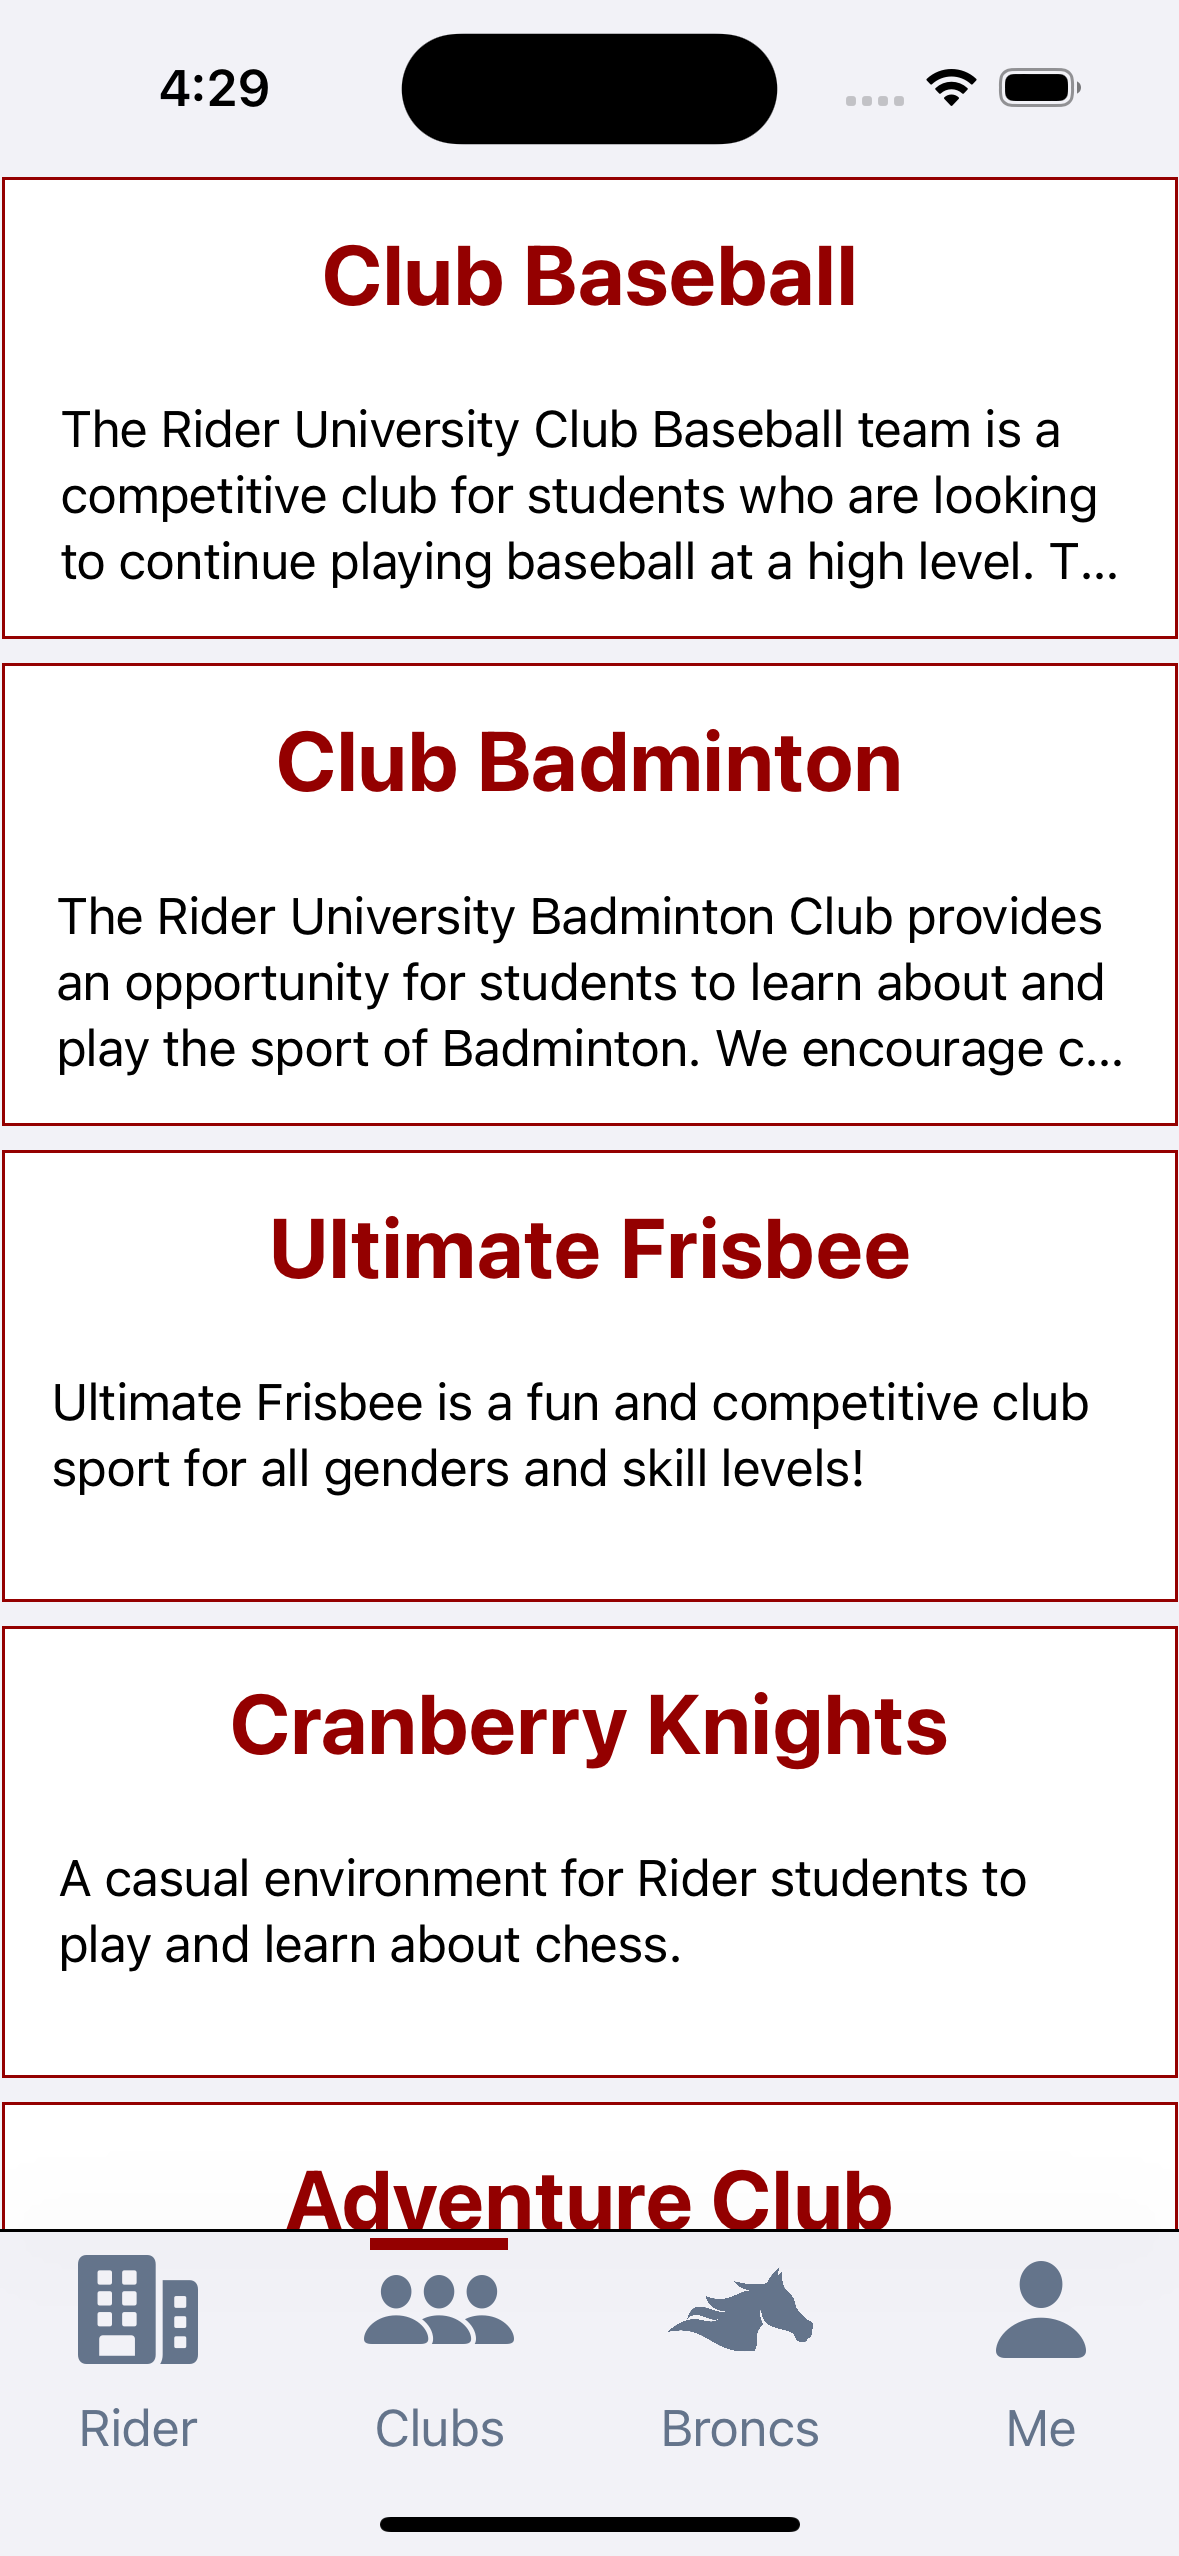 4:29
Club Baseball
The Rider University Club Baseball team is a
competitive club for students who are looking
to continue playing baseball at a high level. T...
Club Badminton
The Rider University Badminton Club provides
an opportunity for students to learn about and
play the sport of Badminton. We encourage c...
Ultimate Frisbee
Ultimate Frisbee is a fun and competitive club
sport for all genders and skill levels!
Cranberry Knights
A casual environment for Rider students to
play and learn about chess.
Adventure Club
Rider
Clubs
Broncs
Me